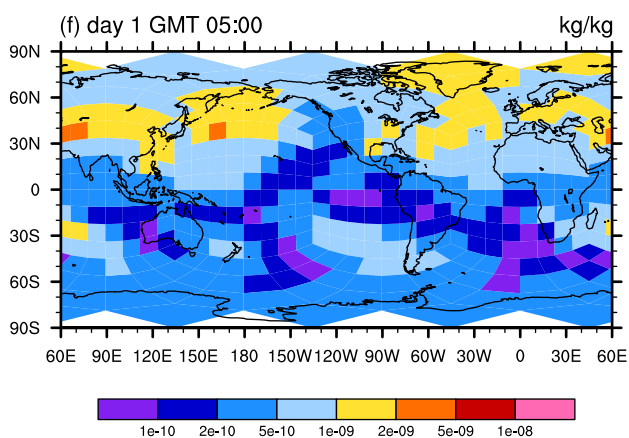 (f) day 1 GMT 05:00 kg/kg
90N
60N
30N
0
30S
60S
90S
60E 90E 120E 150E 180 150W 120W 90W 60W 30W 0 30E 60E
1e-10 2e-10 5e-10 1e-09 2e-09 5e-09 1e-08